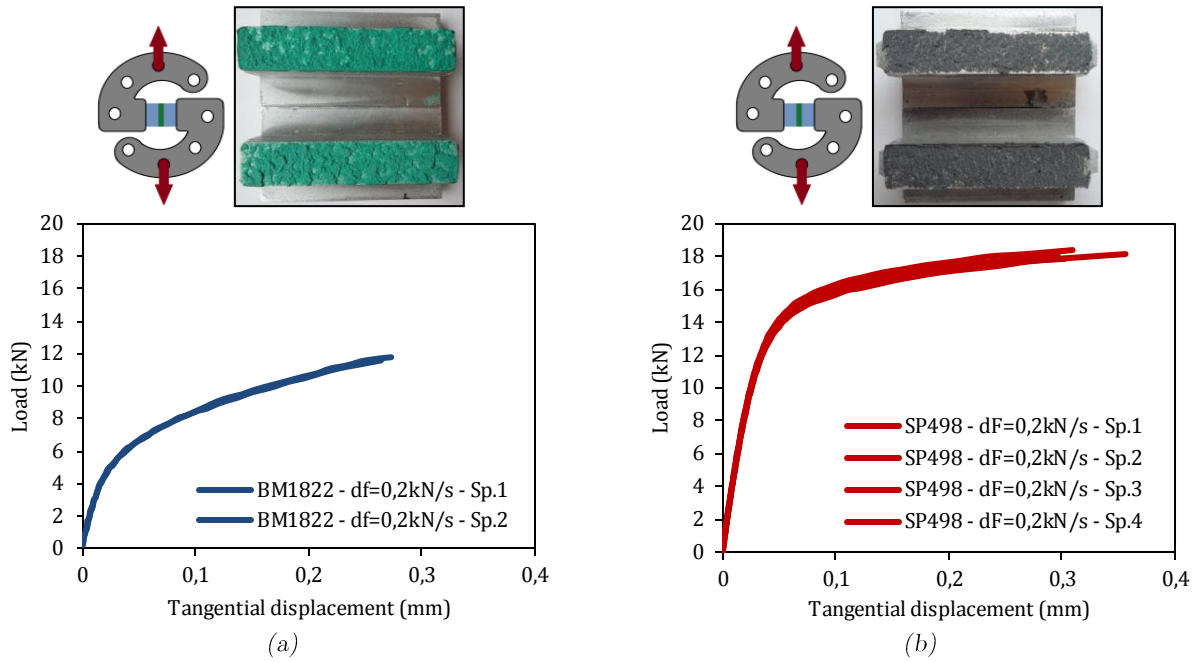 20
18
16
14
12
10
8
6
4
2
0
Load (kN)
BM1822 - df=0,2kN/s - Sp.1
BM1822 - df=0,2kN/s - Sp.2
0
0,1
0,2
0,3
0,4
Tangential displacement (mm)
(a)
20
18
16
14
12
10
8
6
4
2
0
Load (kN)
SP498 - dF=0,2kN/s - Sp.1
SP498 - dF=0,2kN/s - Sp.2
SP498 - dF=0,2kN/s - Sp.3
SP498 - dF=0,2kN/s - Sp.4
0
0,1
0,2
0,3
0,4
Tangential displacement (mm)
(b)